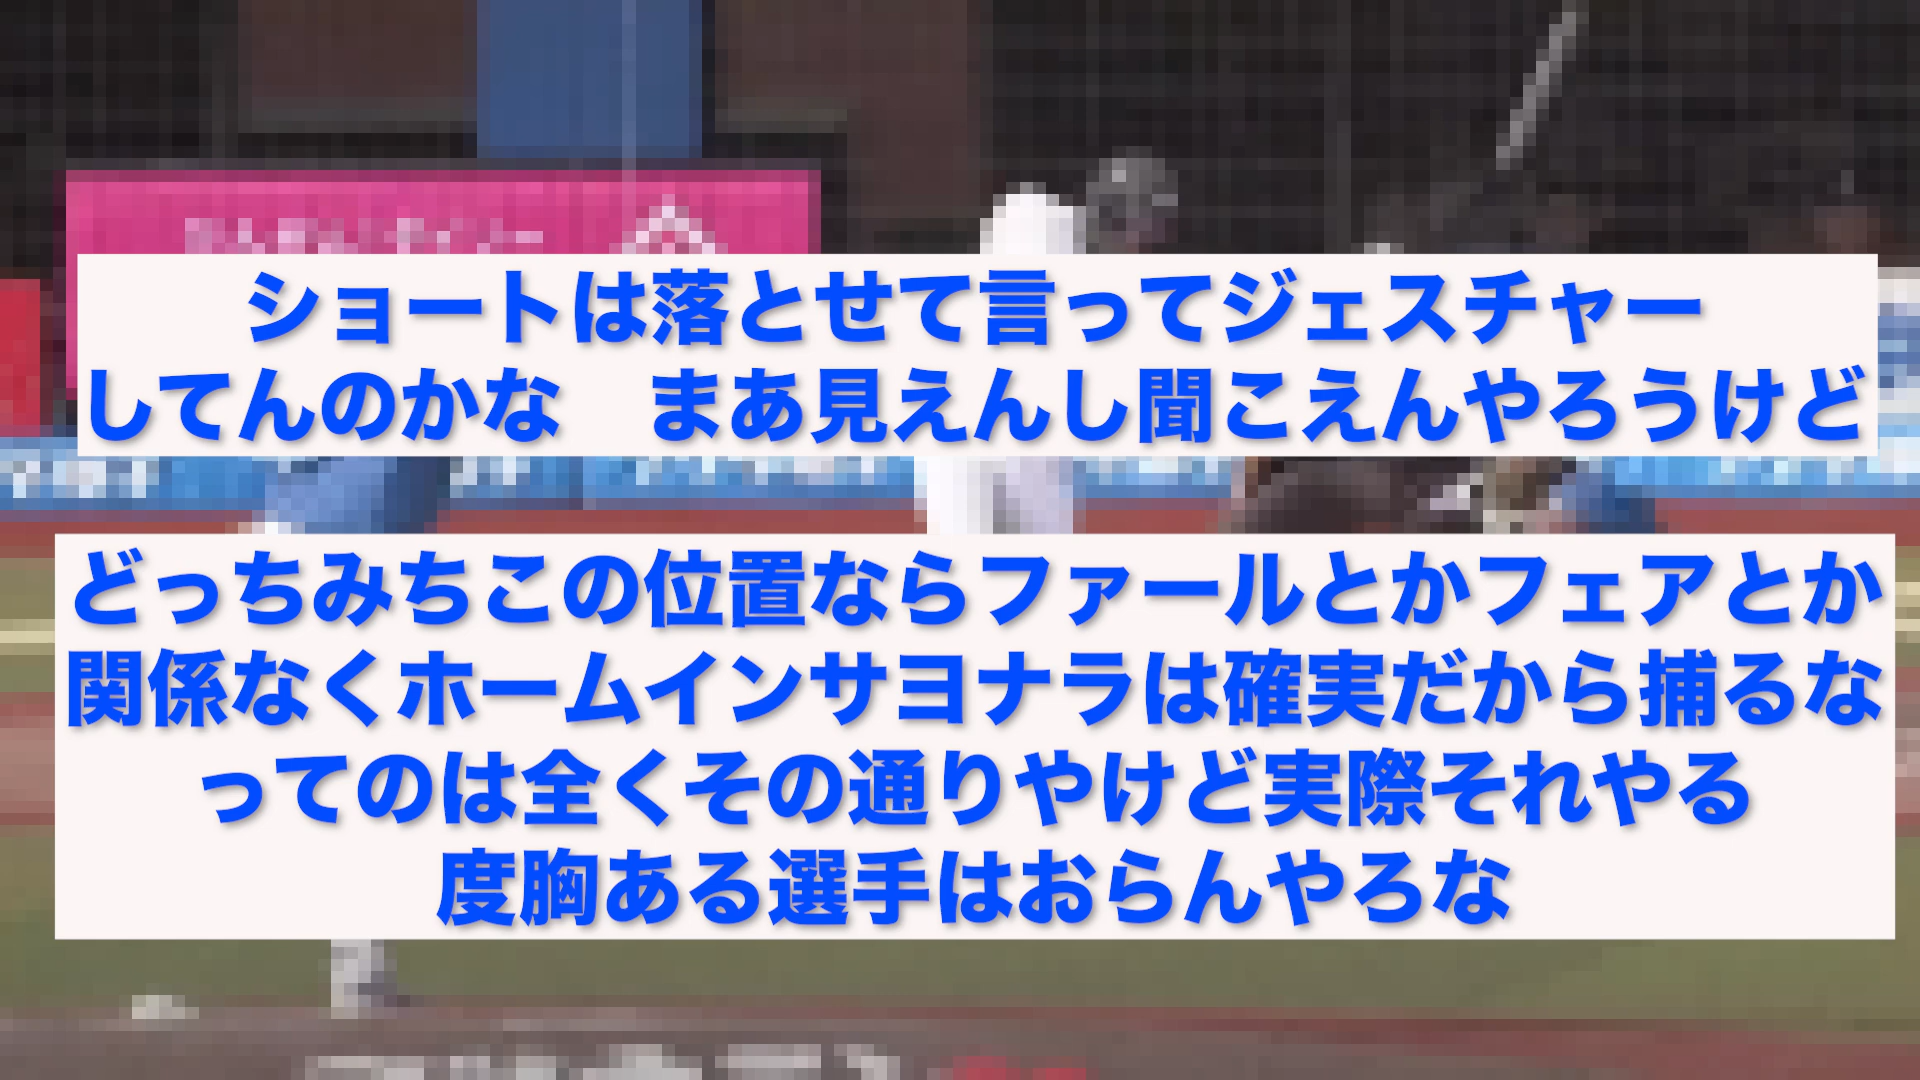 ショートは落とせて言ってジェスチャー
してんのかな　まあ見えんし聞こえんやろうけど
どっちみちこの位置ならファールとかフェアとか
関係なくホームインサヨナラは確実だから捕るな
ってのは全くその通りやけど実際それやる
度胸ある選手はおらんやろな